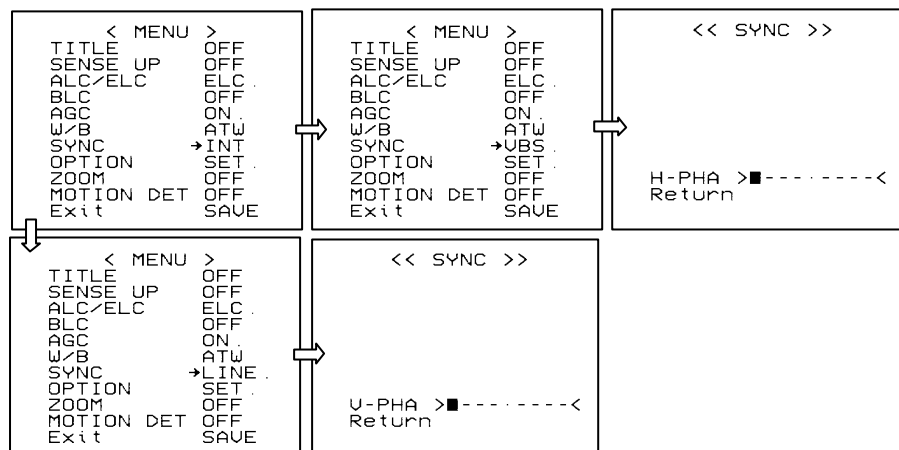 < MENU >
TITLE OFF
SENSE UP OFF
ALC/ELC ELC.
BLC OFF
AGC ON.
W/B ATW
SYNC →INT
OPTION SET.
ZOOM OFF
MOTION DET OFF
Exit SAVE
< MENU >
TITLE OFF
SENSE UP OFF
ALC/ELC ELC.
BLC OFF
AGC ON.
W/B ATW
SYNC →VBS.
OPTION SET.
ZOOM OFF
MOTION DET OFF
Exit SAVE
<< SYNC >>
H-PHA >■---·----<
Return
< MENU >
TITLE OFF
SENSE UP OFF
ALC/ELC ELC.
BLC OFF
AGC ON.
W/B ATW
SYNC →LINE.
OPTION SET.
ZOOM OFF
MOTION DET OFF
Exit SAVE
<< SYNC >>
V-PHA >■---·----<
Return